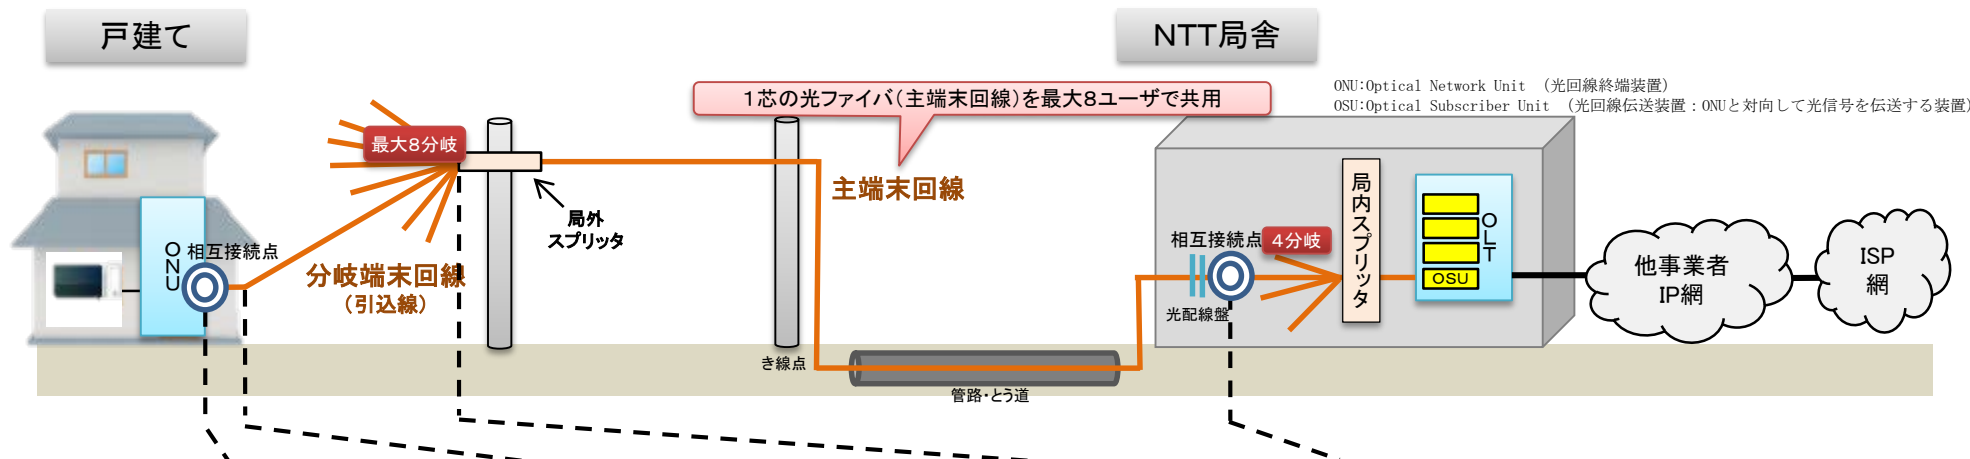 戸建て
NTT局舎
ONU:Optical Network Unit （光回線終端装置）
OSU:Optical Subscriber Unit （光回線伝送装置：ONUと対向して光信号を伝送する装置）
1芯の光ファイバ（主端末回線）を最大8ユーザで共用
最大8分岐
主端末回線
局外
スプリッタ
ONU
相互接続点
分岐端末回線
（引込線）
相互接続点
4分岐
局内スプリッタ
OLT
OSU
光配線盤
他事業者
IP網
ISP
網
き線点
管路・とう道